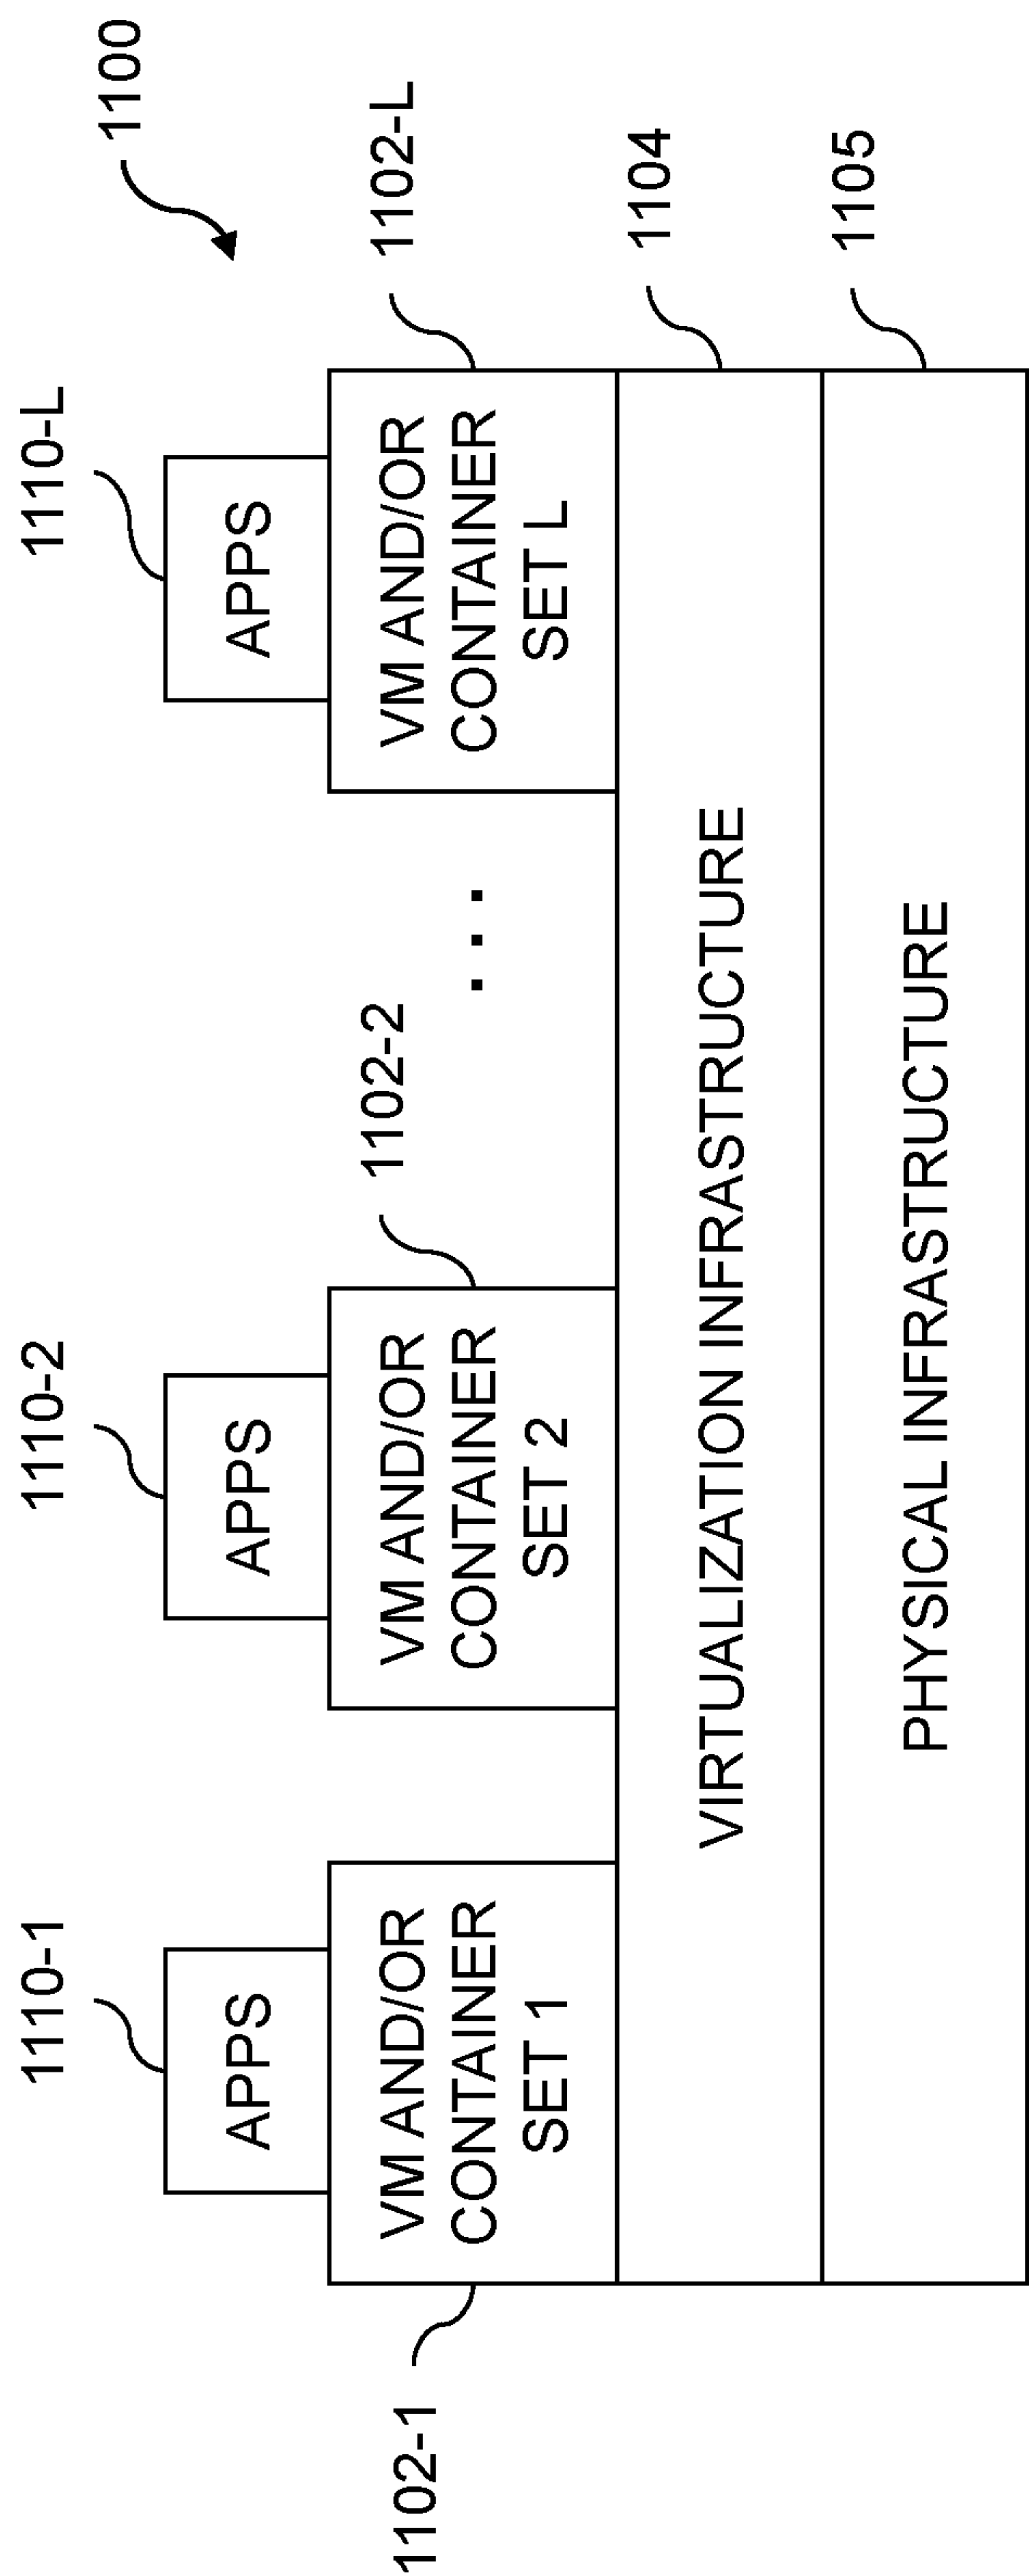 1100
1110-1
1110-2
1110-L
APPS
APPS
APPS
1102-1
VM AND/OR
CONTAINER
SET 1
VM AND/OR
CONTAINER
SET 2
1102-2
. . .
VM AND/OR
CONTAINER
SET L
1102-L
VIRTUALIZATION INFRASTRUCTURE
1104
PHYSICAL INFRASTRUCTURE
1105